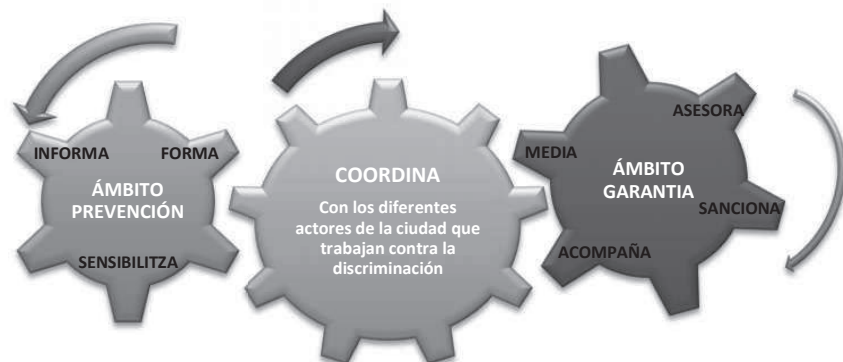 INFORMA
FORMA
ÁMBITO
PREVENCIÓN
SENSIBILITZA
COORDINA
Con los diferentes
actores de la ciudad que
trabajan contra la
discriminación
ASESORA
MEDIA
ÁMBITO
GARANTIA
SANCIONA
ACOMPAÑA